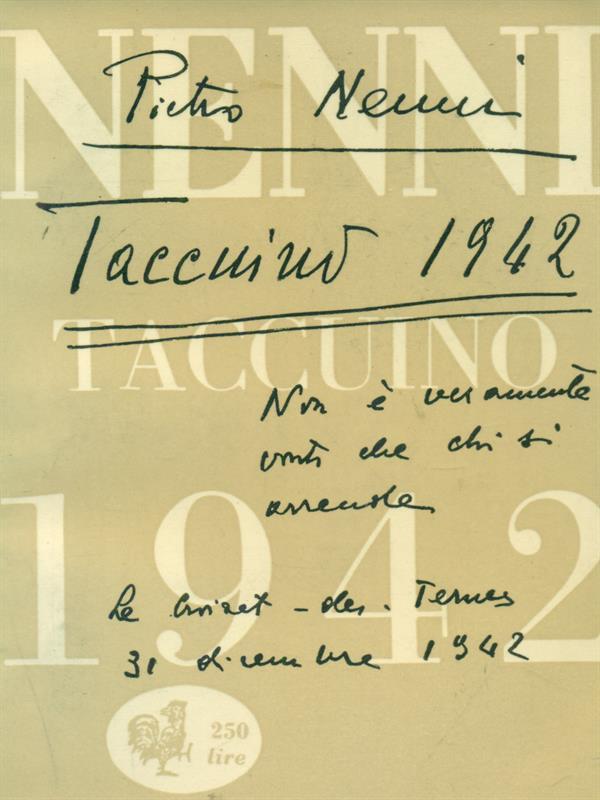 NENNI
Pietro Nenni
Taccuino 1942
TACCUINO
Non è veramente
vinto che chi si
arrende
1942
Le Croizet - des - Ternes
31 dicembre 1942
250
lire